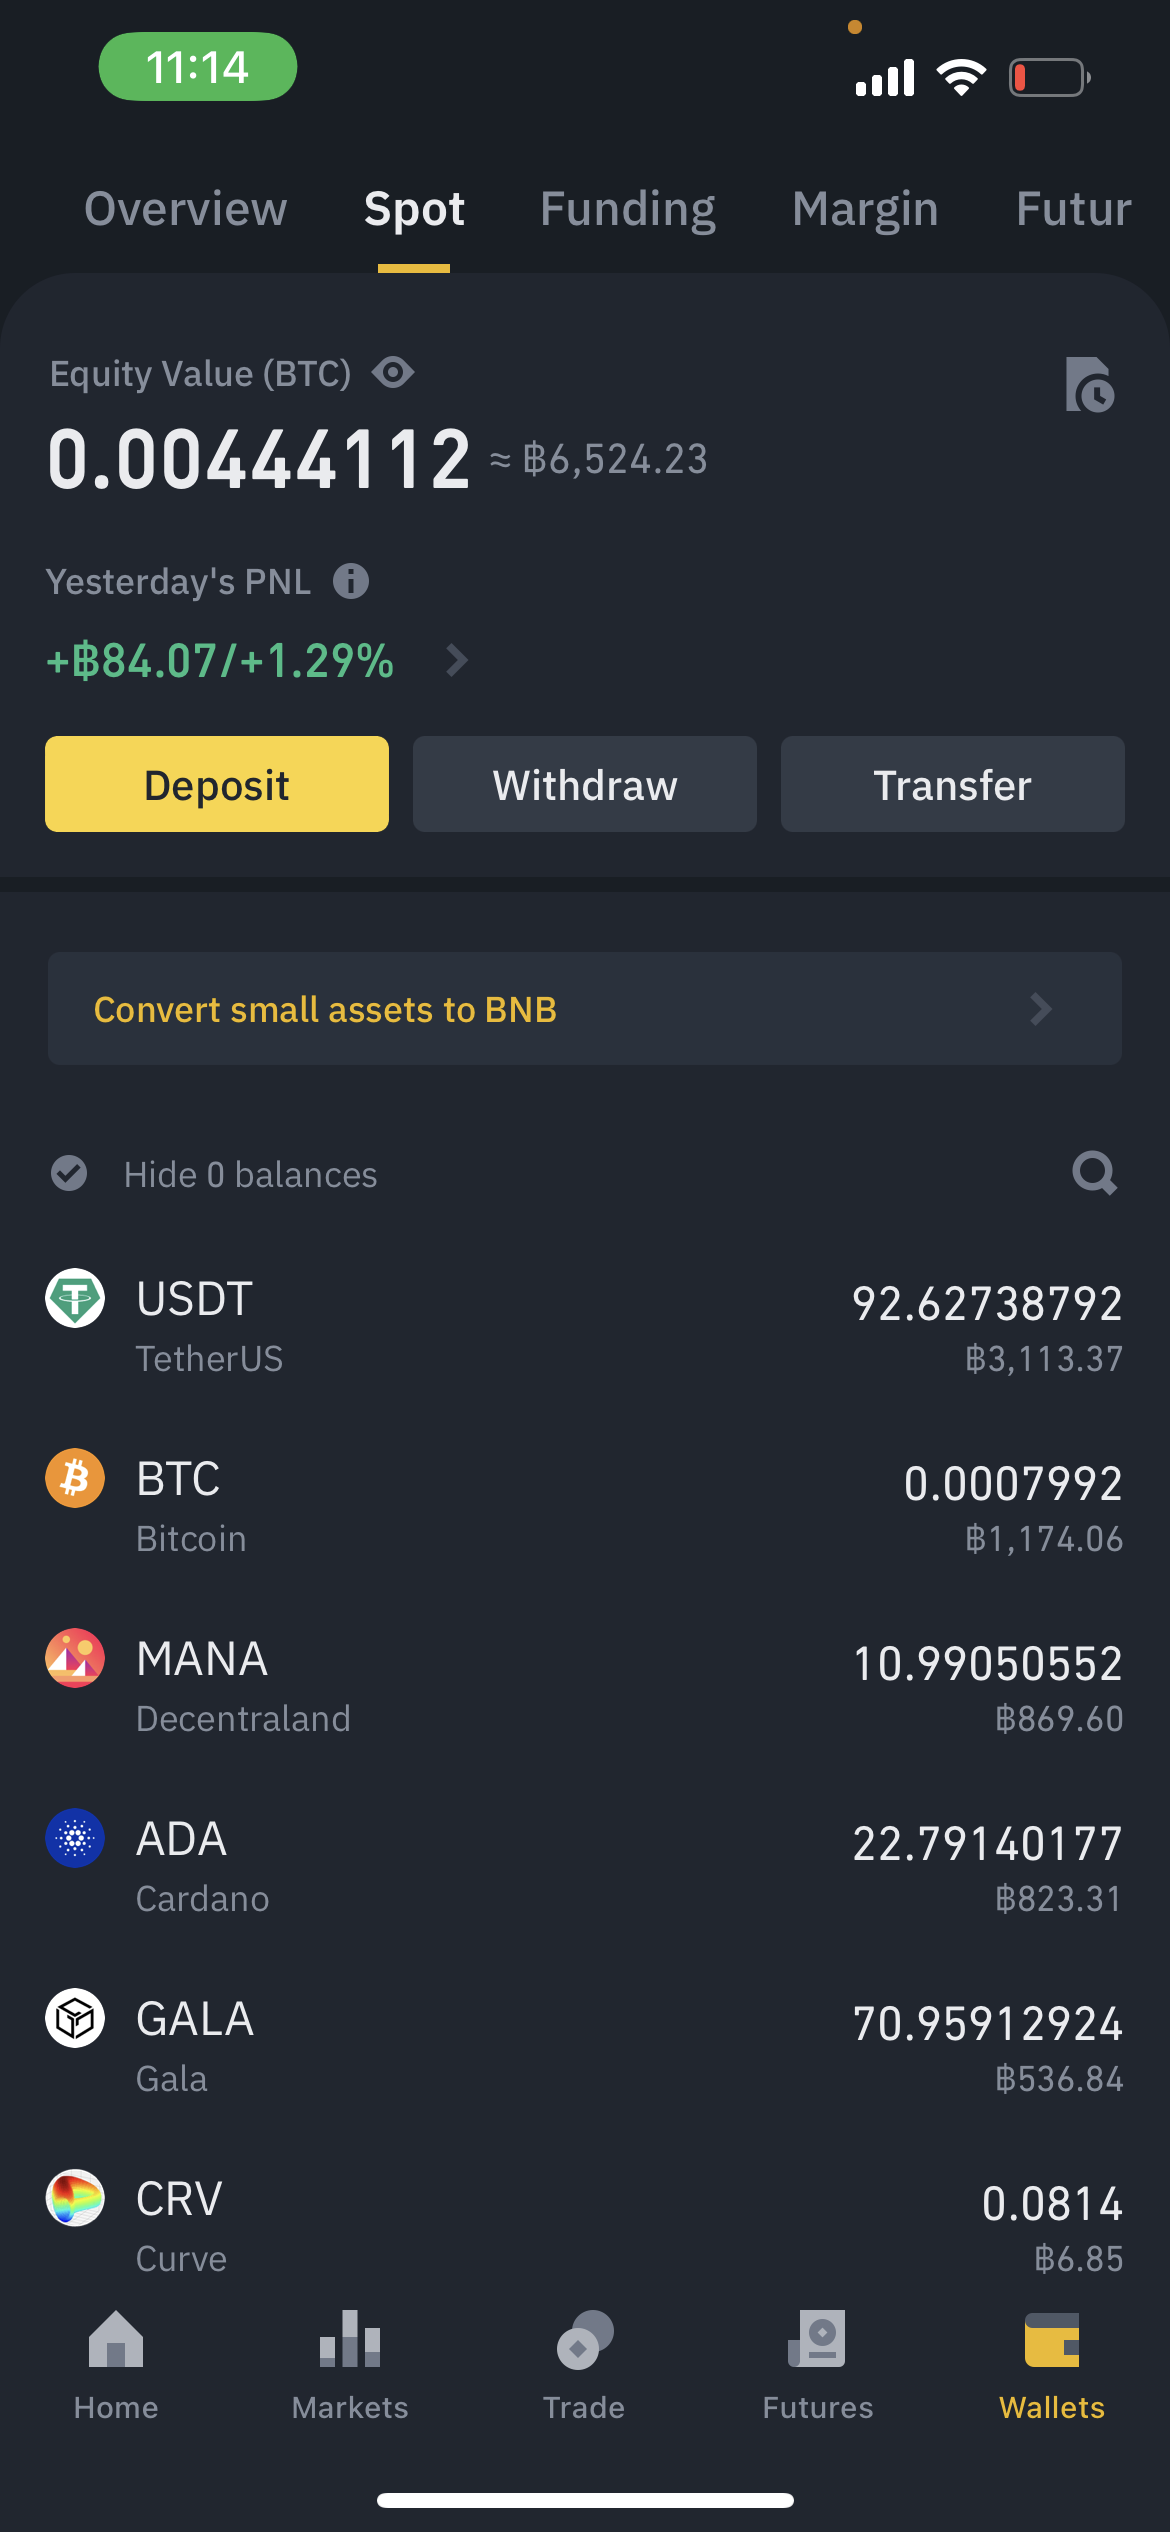 11:14
Overview Spot Funding Margin Futur
Equity Value (BTC)
0.00444112 ≈ ฿6,524.23
Yesterday's PNL
+฿84.07/+1.29%
Deposit Withdraw Transfer
Convert small assets to BNB
Hide 0 balances
USDT 92.62738792
TetherUS ฿3,113.37
BTC 0.0007992
Bitcoin ฿1,174.06
MANA 10.99050552
Decentraland ฿869.60
ADA 22.79140177
Cardano ฿823.31
GALA 70.95912924
Gala ฿536.84
CRV 0.0814
Curve ฿6.85
Home Markets Trade Futures Wallets